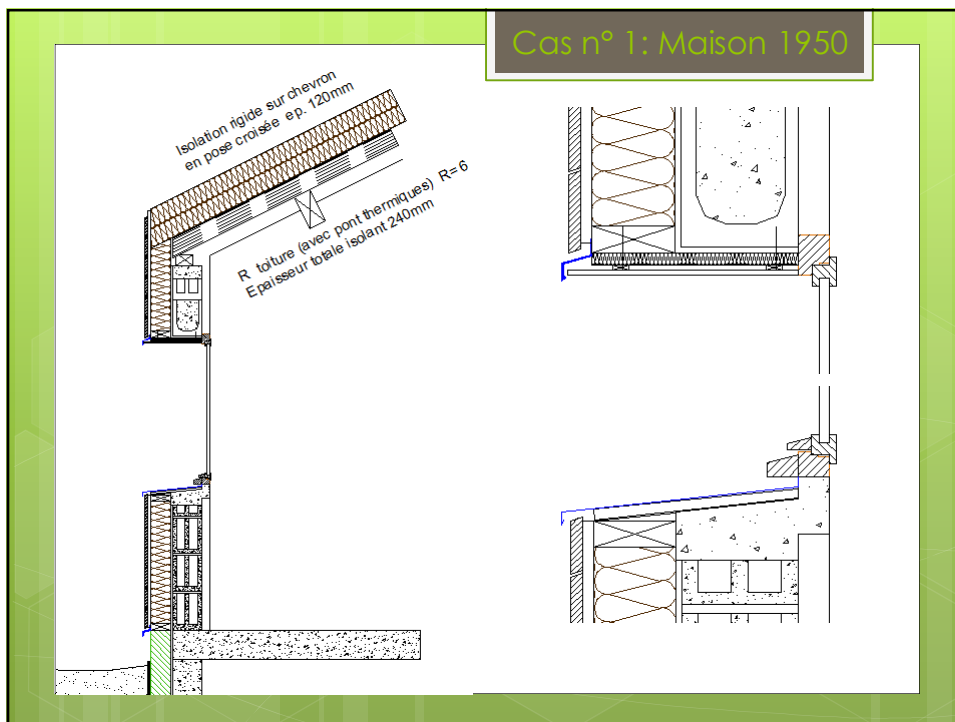 Cas n° 1: Maison 1950
Isolation rigide sur chevron
en pose croisée ep. 120mm
R toiture (avec pont thermiques) R=6
Epaisseur totale isolant 240mm